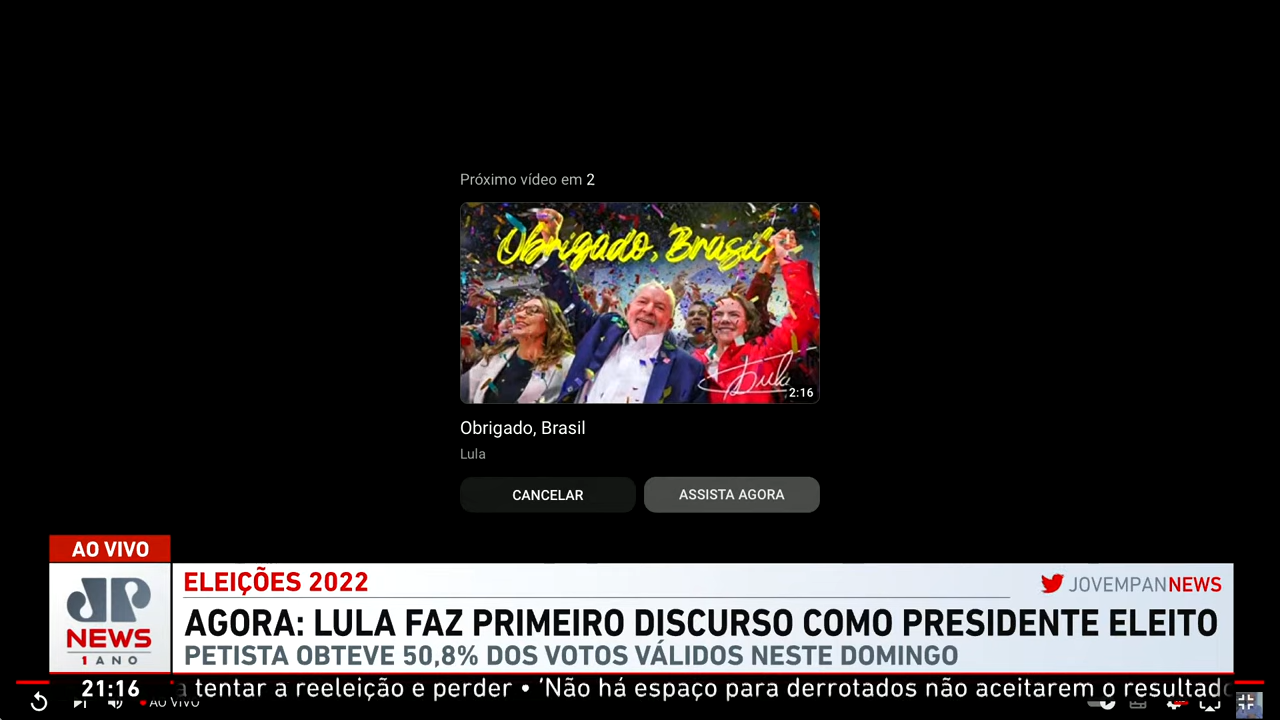 Próximo vídeo em 2
Obrigado, Brasil
Lula
2:16
Obrigado, Brasil
Lula
CANCELAR
ASSISTA AGORA
AO VIVO
JP
NEWS
1 ANO
ELEIÇÕES 2022
JOVEMPANNEWS
AGORA: LULA FAZ PRIMEIRO DISCURSO COMO PRESIDENTE ELEITO
PETISTA OBTEVE 50,8% DOS VOTOS VÁLIDOS NESTE DOMINGO
21:16
a tentar a reeleição e perder • 'Não há espaço para derrotados não aceitarem o resultado
AO VIVO